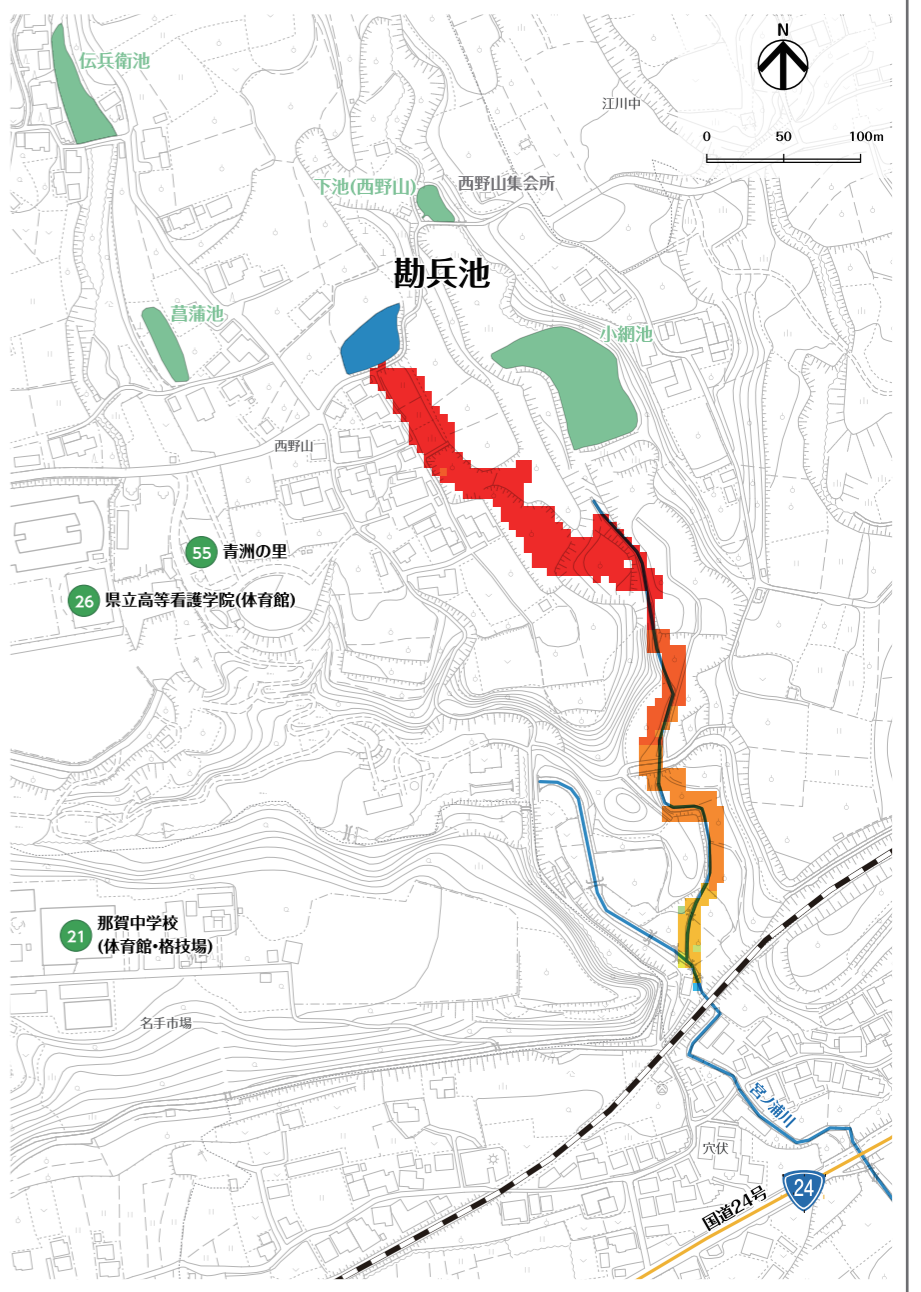 N
伝兵衛池
江川中
0 50 100m
下池(西野山)
西野山集会所
勘兵池
菖蒲池
小網池
西野山
55 青洲の里
26 県立高等看護学院(体育館)
21 那賀中学校
(体育館・格技場)
名手市場
宮ノ浦川
穴伏
24
国道24号